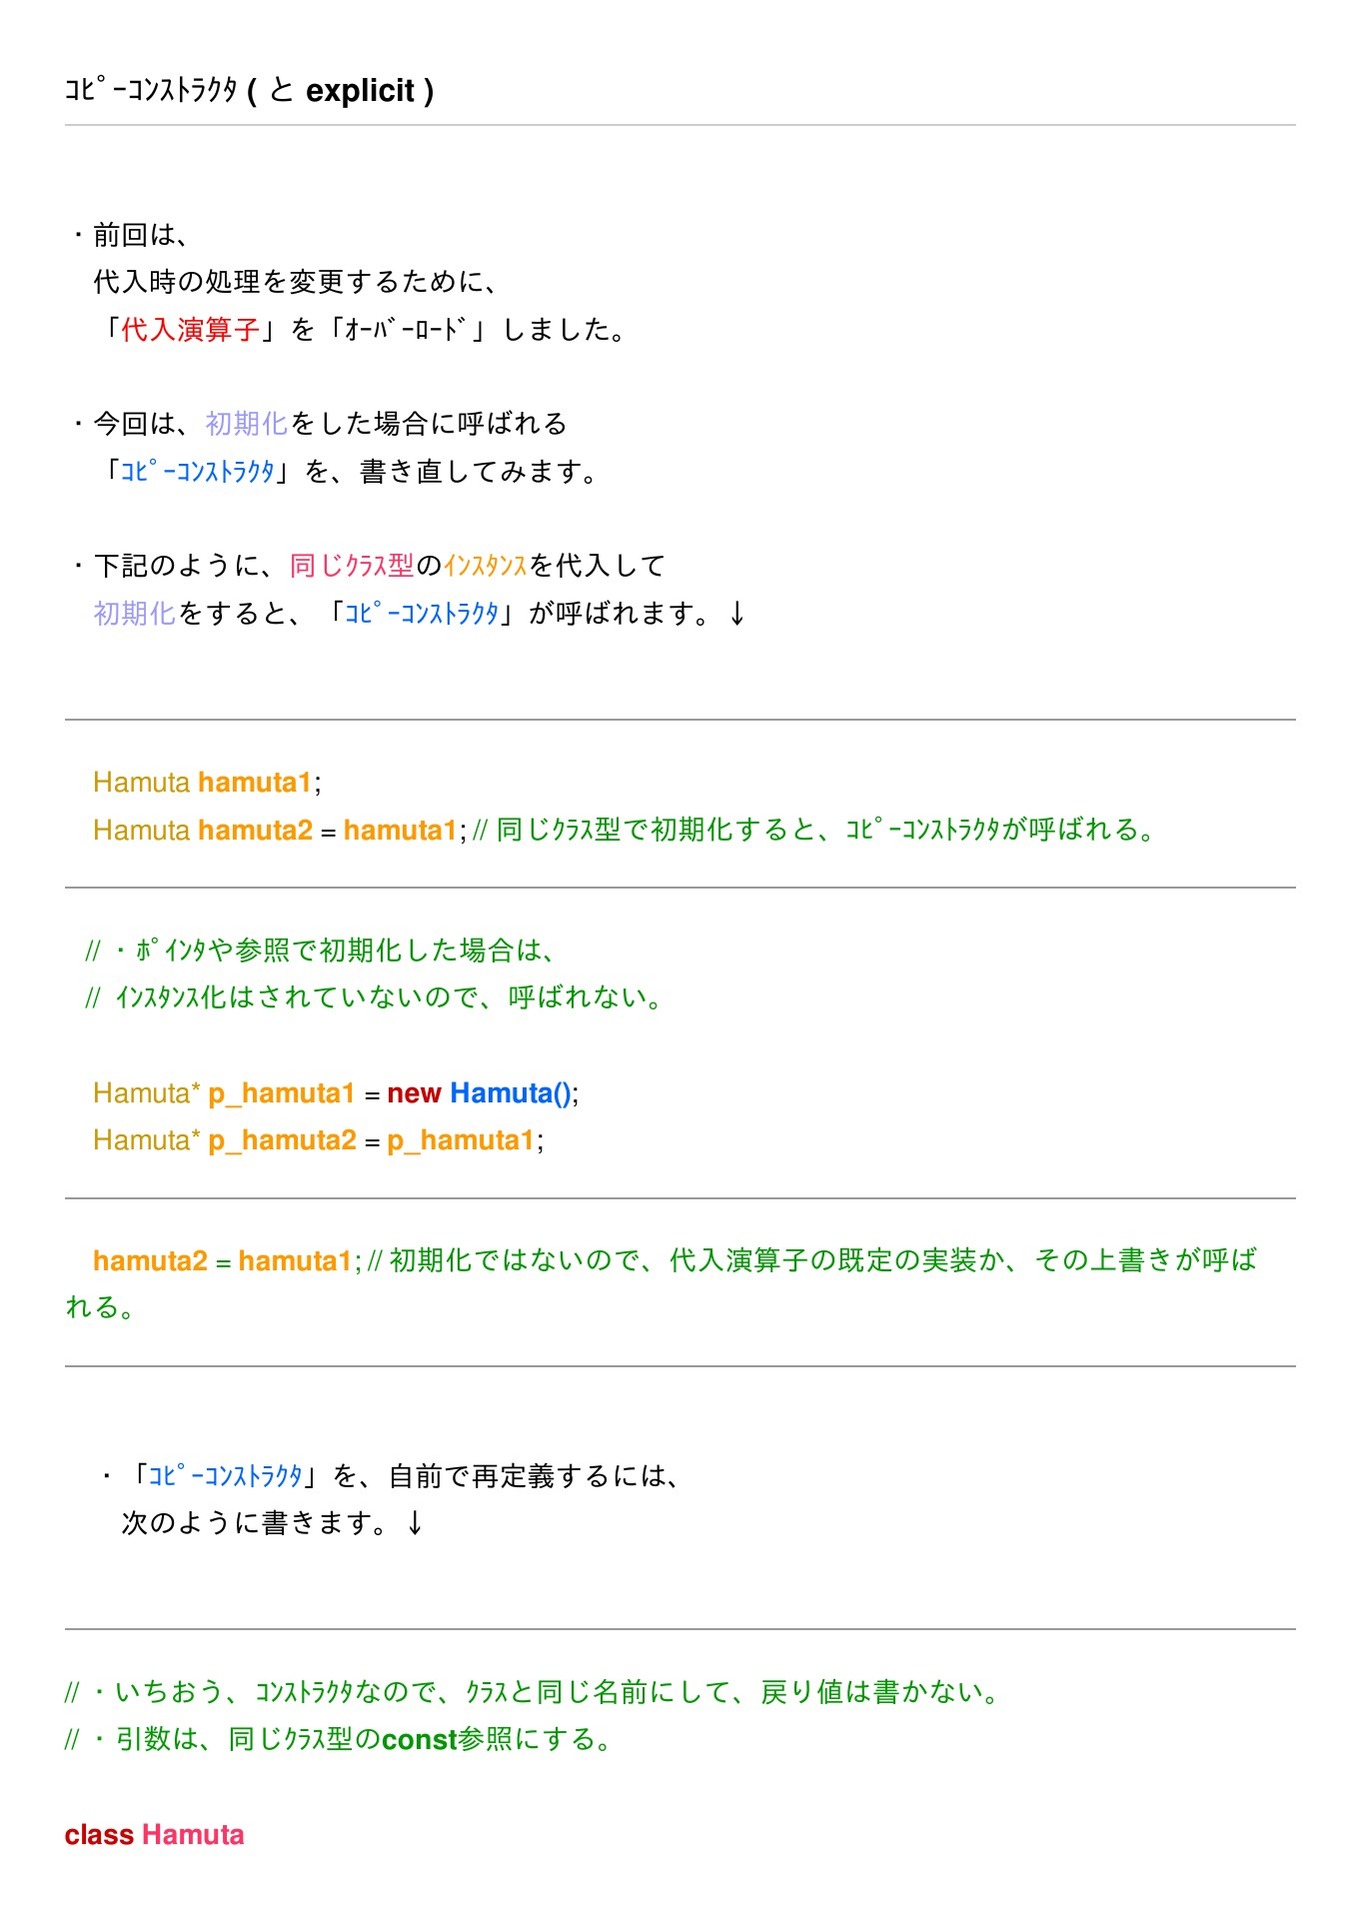 ｺﾋﾟｰｺﾝｽﾄﾗｸﾀ ( と explicit )
・前回は、
代入時の処理を変更するために、
「代入演算子」を「ｵｰﾊﾞｰﾛｰﾄﾞ」しました。
・今回は、初期化をした場合に呼ばれる
「ｺﾋﾟｰｺﾝｽﾄﾗｸﾀ」を、書き直してみます。
・下記のように、同じｸﾗｽ型のｲﾝｽﾀﾝｽを代入して
初期化をすると、「ｺﾋﾟｰｺﾝｽﾄﾗｸﾀ」が呼ばれます。↓
Hamuta hamuta1;
Hamuta hamuta2 = hamuta1; // 同じｸﾗｽ型で初期化すると、ｺﾋﾟｰｺﾝｽﾄﾗｸﾀが呼ばれる。
// ・ﾎﾟｲﾝﾀや参照で初期化した場合は、
// ｲﾝｽﾀﾝｽ化はされていないので、呼ばれない。
Hamuta* p_hamuta1 = new Hamuta();
Hamuta* p_hamuta2 = p_hamuta1;
hamuta2 = hamuta1; // 初期化ではないので、代入演算子の既定の実装か、その上書きが呼ば
れる。
・「ｺﾋﾟｰｺﾝｽﾄﾗｸﾀ」を、自前で再定義するには、
次のように書きます。↓
// ・いちおう、ｺﾝｽﾄﾗｸﾀなので、ｸﾗｽと同じ名前にして、戻り値は書かない。
// ・引数は、同じｸﾗｽ型のconst参照にする。
class Hamuta